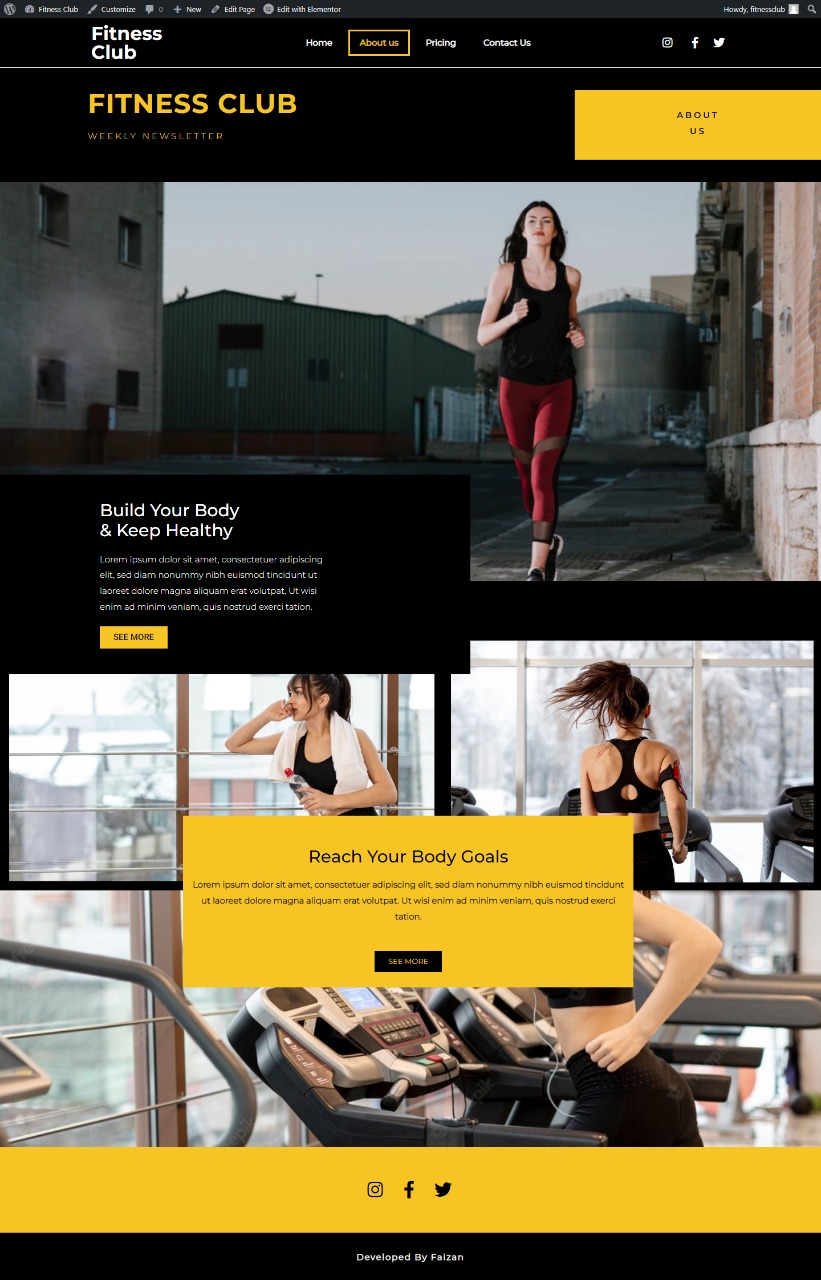 Fitness Club Customize 0 New Edit Page Edit with Elementor Howdy, fitnessclub
Fitness
Club
Home About us Pricing Contact Us
FITNESS CLUB
WEEKLY NEWSLETTER
ABOUT
US
PDI
Build Your Body
& Keep Healthy
Lorem ipsum dolor sit amet, consectetuer adipiscing
elit, sed diam nonummy nibh euismod tincidunt ut
laoreet dolore magna aliquam erat volutpat. Ut wisi
enim ad minim veniam, quis nostrud exerci tation.
SEE MORE
Reach Your Body Goals
Lorem ipsum dolor sit amet, consectetuer adipiscing elit, sed diam nonummy nibh euismod tincidunt
ut laoreet dolore magna aliquam erat volutpat. Ut wisi enim ad minim veniam, quis nostrud exerci
tation.
SEE MORE
Developed By Faizan